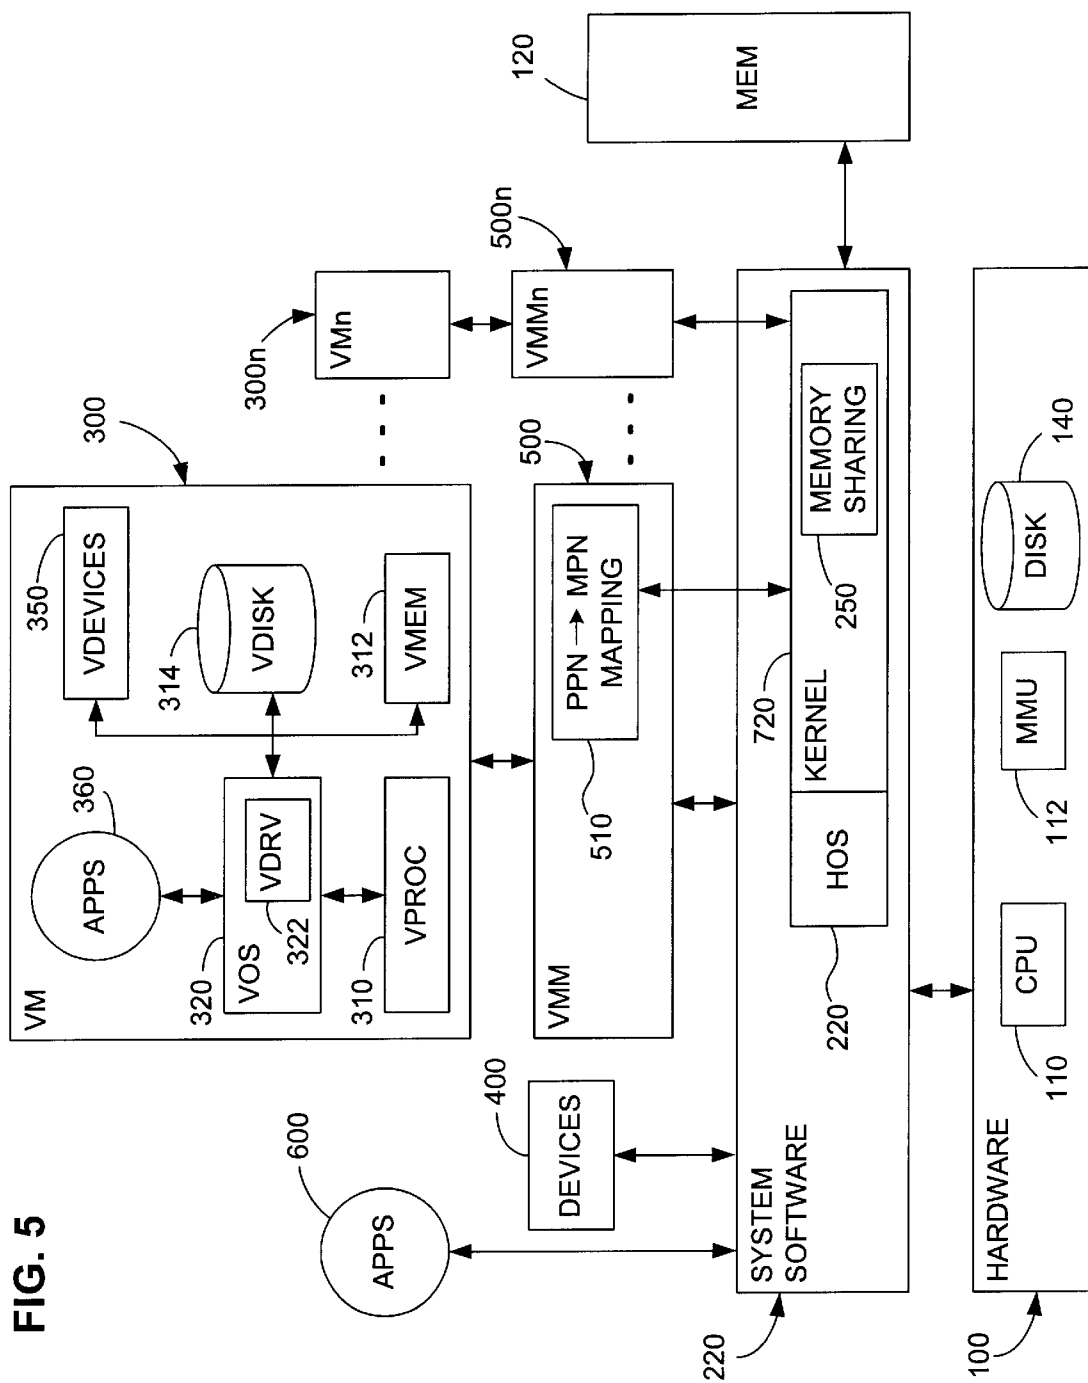 FIG. 5
600
APPS
400
DEVICES
VM
APPS
360
320
VOS
VDRV
322
310
VPROC
350
VDEVICES
314
VDISK
312
VMEM
300
300n
VMn
VMM
510
PPN → MPN
MAPPING
500
500n
VMMn
120
MEM
220
SYSTEM
SOFTWARE
220
HOS
720
KERNEL
250
MEMORY
SHARING
100
HARDWARE
110
CPU
112
MMU
140
DISK